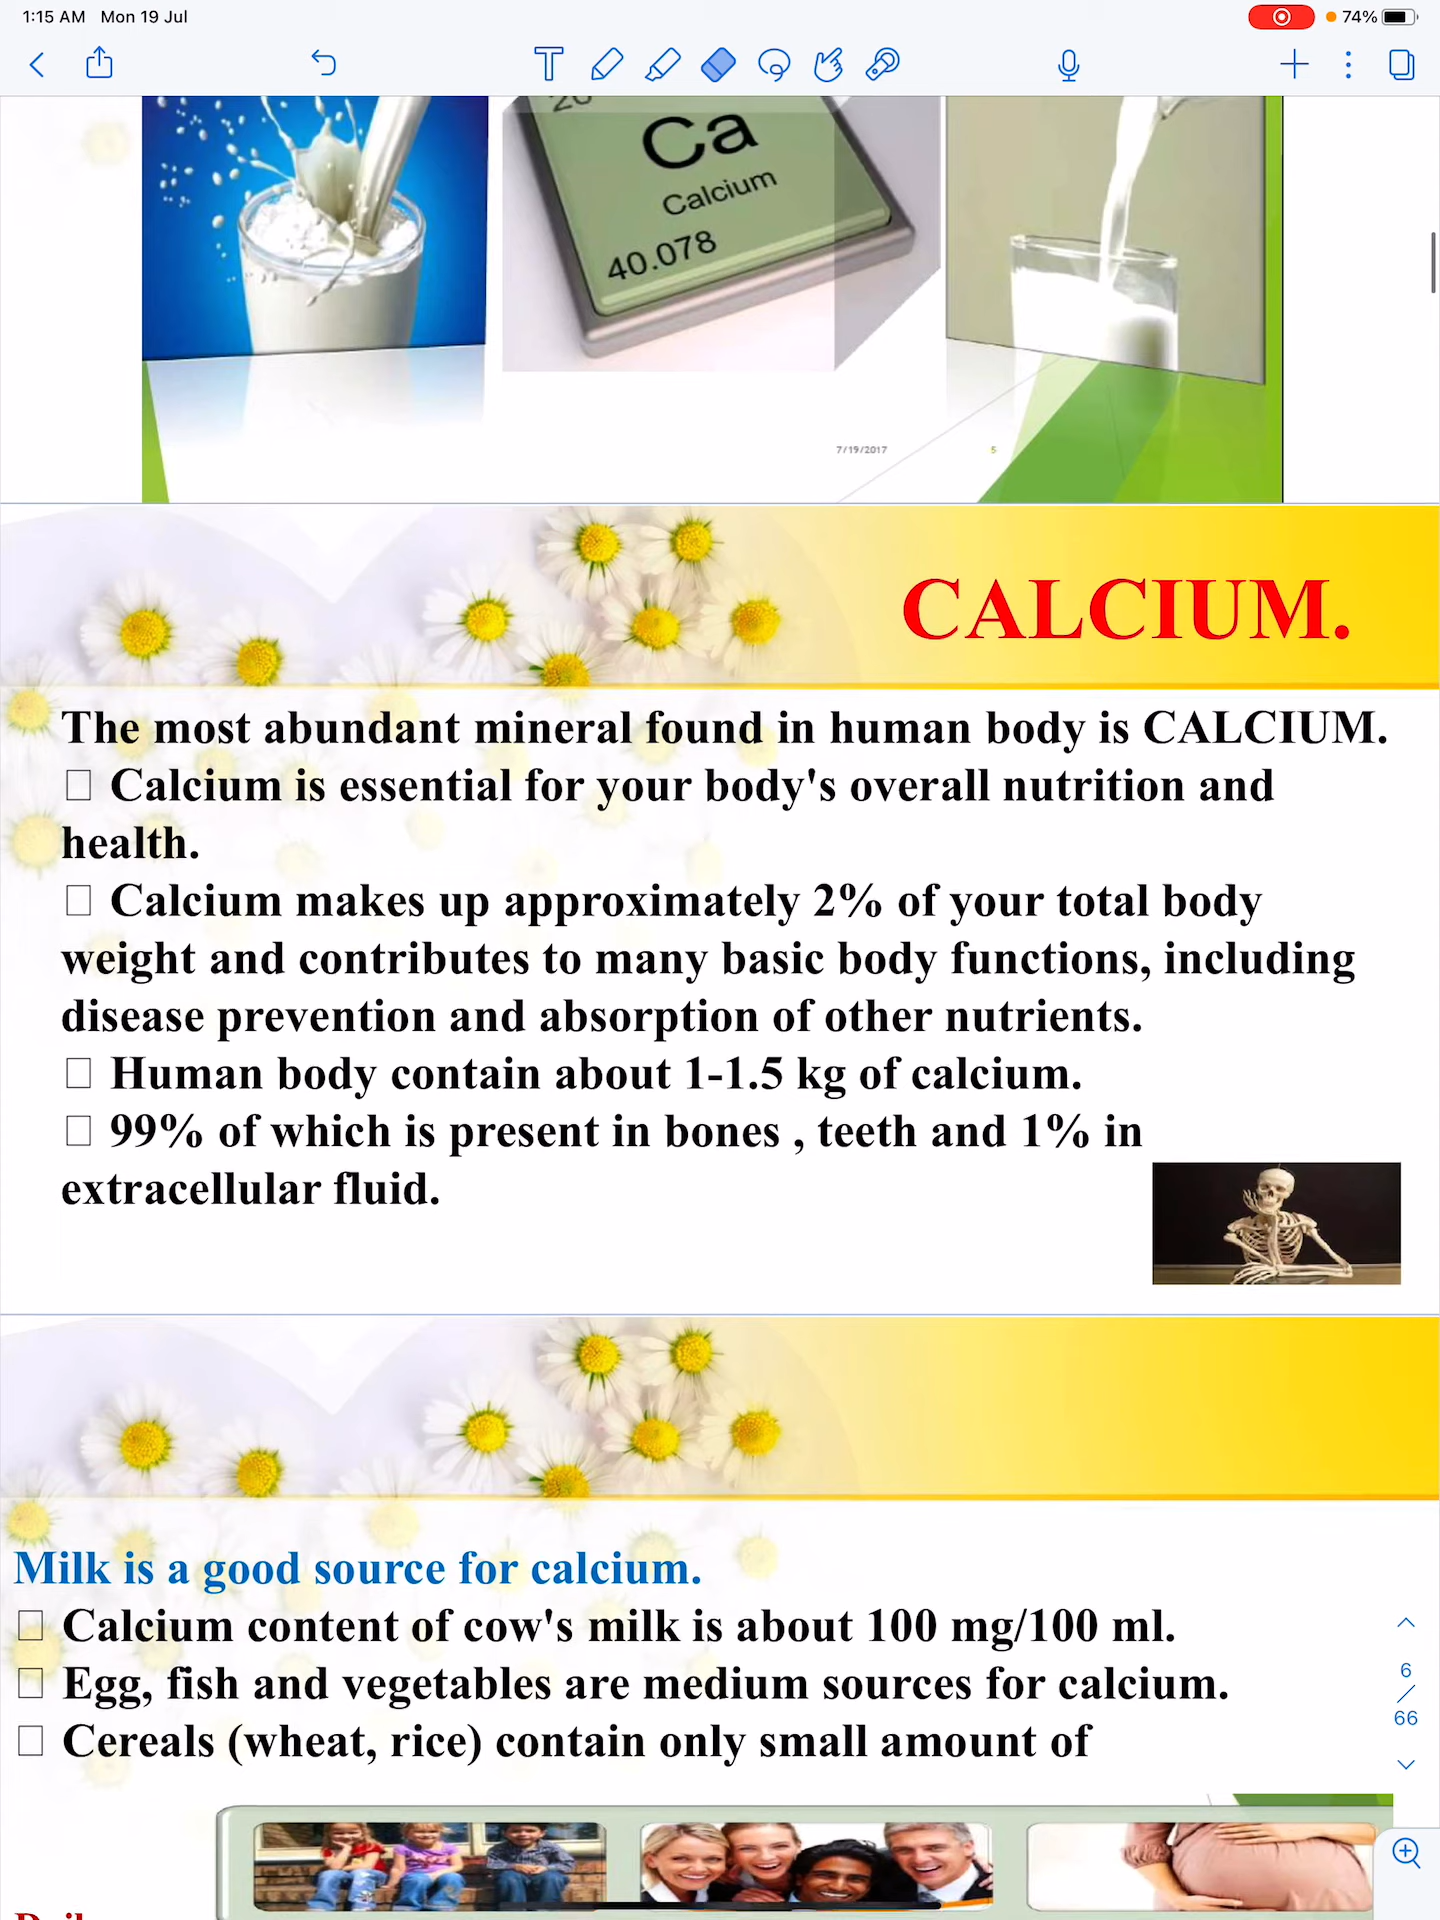 1:15 AM Mon 19 Jul
74%
Ca
Calcium
40.078
7/19/2017
5
CALCIUM.
The most abundant mineral found in human body is CALCIUM.
Calcium is essential for your body's overall nutrition and
health.
Calcium makes up approximately 2% of your total body
weight and contributes to many basic body functions, including
disease prevention and absorption of other nutrients.
Human body contain about 1-1.5 kg of calcium.
99% of which is present in bones , teeth and 1% in
extracellular fluid.
Milk is a good source for calcium.
Calcium content of cow's milk is about 100 mg/100 ml.
Egg, fish and vegetables are medium sources for calcium.
Cereals (wheat, rice) contain only small amount of
6
/
66